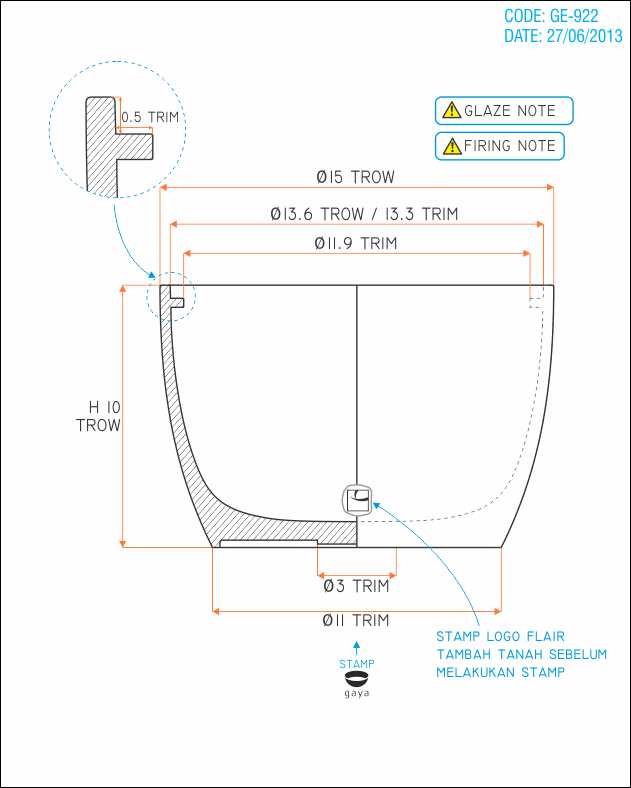 CODE: GE-922
DATE: 27/06/2013
0.5 TRIM
GLAZE NOTE
FIRING NOTE
Ø15 TROW
Ø13.6 TROW / 13.3 TRIM
Ø11.9 TRIM
H 10
TROW
Ø3 TRIM
Ø11 TRIM
STAMP LOGO FLAIR
TAMBAH TANAH SEBELUM
MELAKUKAN STAMP
STAMP
gaya